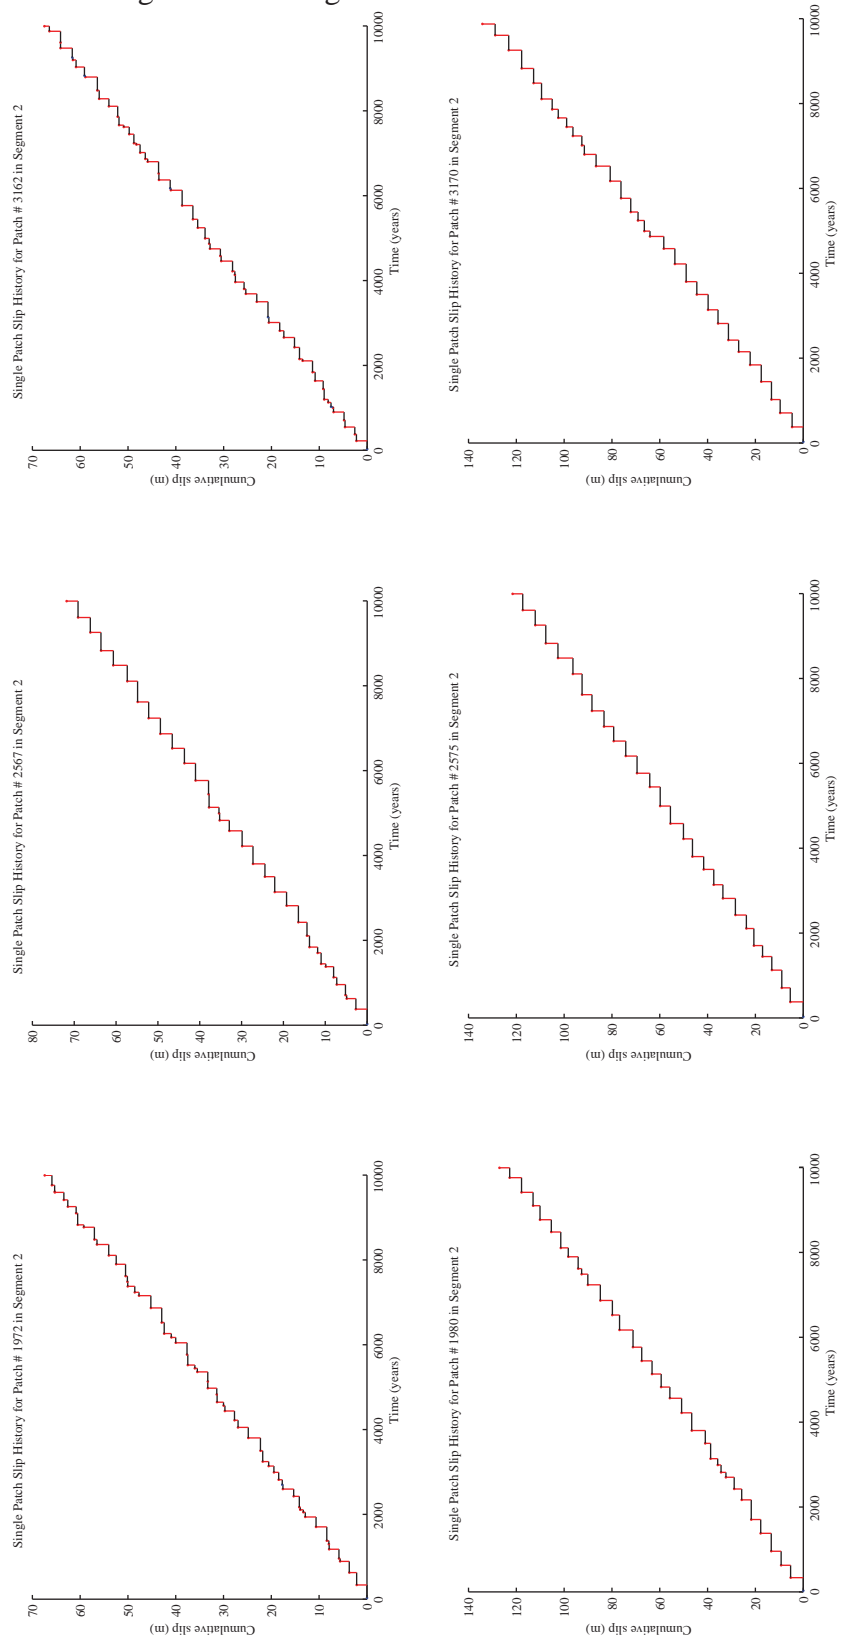 Single Patch Slip History for Patch # 1972 in Segment 2
70
60
50
40
30
20
10
0
Cumulative slip (m)
0 2000 4000 6000 8000 10000
Time (years)
Single Patch Slip History for Patch # 2567 in Segment 2
80
70
60
50
40
30
20
10
0
Cumulative slip (m)
0 2000 4000 6000 8000 10000
Time (years)
Single Patch Slip History for Patch # 3162 in Segment 2
70
60
50
40
30
20
10
0
Cumulative slip (m)
0 2000 4000 6000 8000 10000
Time (years)
Single Patch Slip History for Patch # 1980 in Segment 2
140
120
100
80
60
40
20
0
Cumulative slip (m)
0 2000 4000 6000 8000 10000
Time (years)
Single Patch Slip History for Patch # 2575 in Segment 2
140
120
100
80
60
40
20
0
Cumulative slip (m)
0 2000 4000 6000 8000 10000
Time (years)
Single Patch Slip History for Patch # 3170 in Segment 2
140
120
100
80
60
40
20
0
Cumulative slip (m)
0 2000 4000 6000 8000 10000
Time (years)